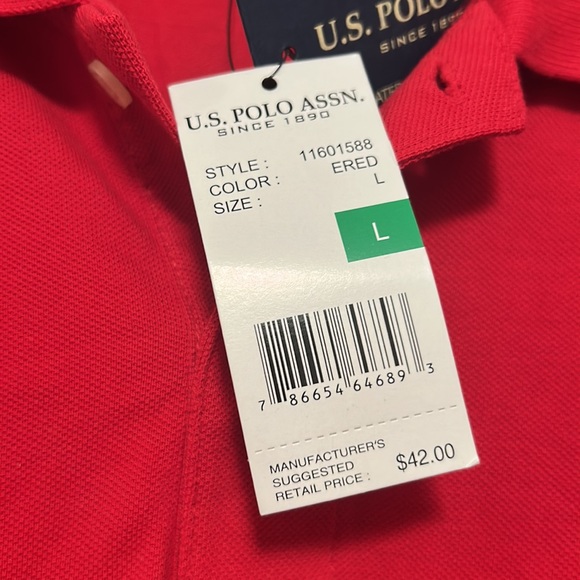 U.S. POLO
SINCE 1890
U.S. POLO ASSN.
SINCE 1890
STYLE : 11601588
COLOR : ERED
SIZE : L
L
7 86654 64689 3
MANUFACTURER'S
SUGGESTED
RETAIL PRICE : $42.00